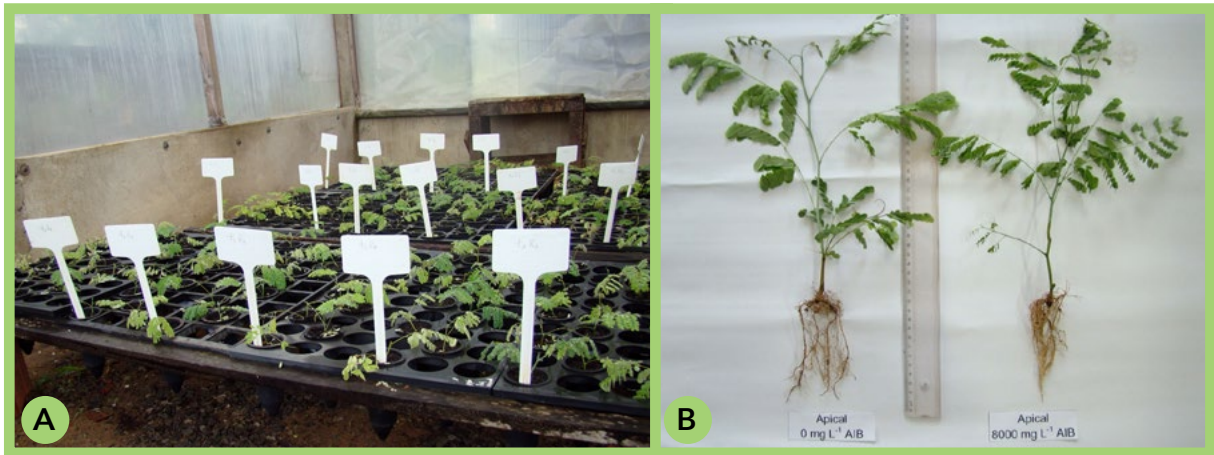 A
B
Apical
0 mg L⁻¹ AIB
Apical
8000 mg L⁻¹ AIB